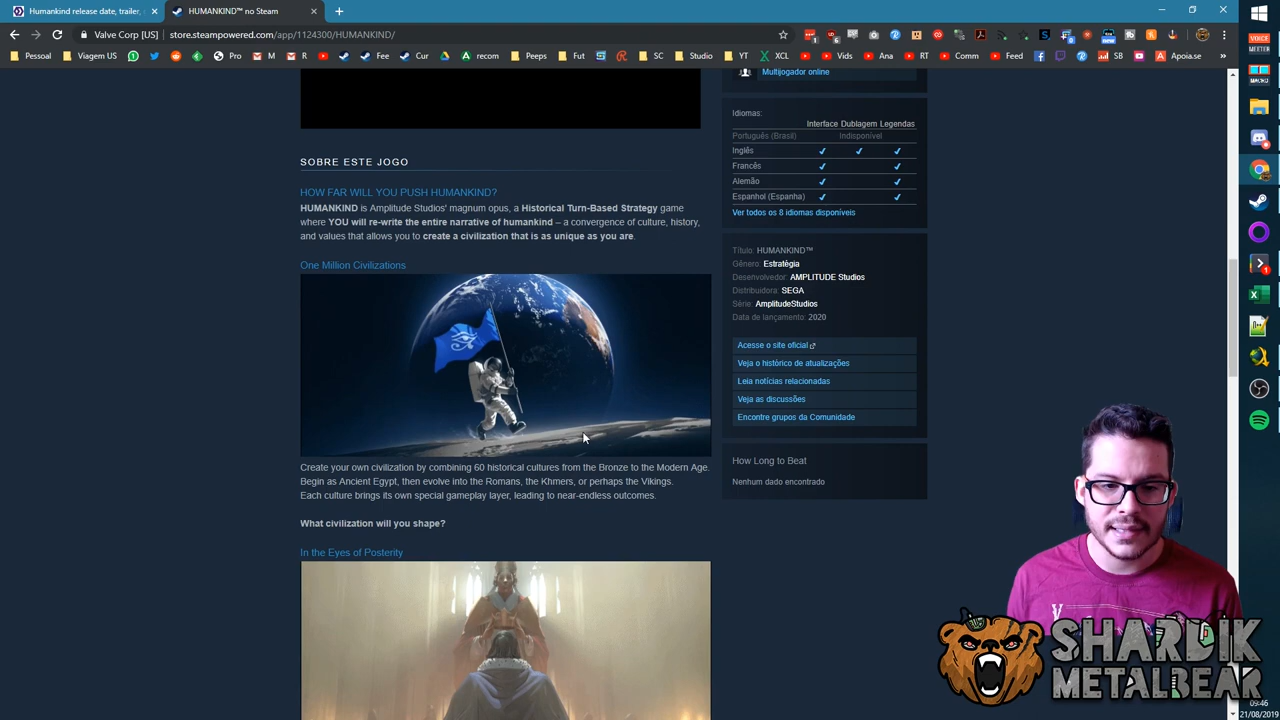 Humankind release date, trailer,
HUMANKIND™ no Steam
Valve Corp [US]
store.steampowered.com/app/1124300/HUMANKIND/
Pessoal
Viagem US
M
R
Fee
Cur
recom
Peeps
Fut
SC
Studio
YT
XCL
Vids
Ana
RT
Comm
Feed
SB
Apoia.se
Multijogador online
Idiomas:
Interface Dublagem Legendas
Português (Brasil) Indisponível
Inglês ✔ ✔ ✔
Francês ✔ ✔
Alemão ✔ ✔
Espanhol (Espanha) ✔ ✔
Ver todos os 8 idiomas disponíveis
Título: HUMANKIND™
Gênero: Estratégia
Desenvolvedor: AMPLITUDE Studios
Distribuidora: SEGA
Série: AmplitudeStudios
Data de lançamento: 2020
Acesse o site oficial
Veja o histórico de atualizações
Leia notícias relacionadas
Veja as discussões
Encontre grupos da Comunidade
How Long to Beat
Nenhum dado encontrado
SOBRE ESTE JOGO
HOW FAR WILL YOU PUSH HUMANKIND?
HUMANKIND is Amplitude Studios' magnum opus, a Historical Turn-Based Strategy game
where YOU will re-write the entire narrative of humankind – a convergence of culture, history,
and values that allows you to create a civilization that is as unique as you are.
One Million Civilizations
Create your own civilization by combining 60 historical cultures from the Bronze to the Modern Age.
Begin as Ancient Egypt, then evolve into the Romans, the Khmers, or perhaps the Vikings.
Each culture brings its own special gameplay layer, leading to near-endless outcomes.
What civilization will you shape?
In the Eyes of Posterity
SHARDIK
METALBEAR
VOICE
MEETER
MACRO
09:46
21/08/2019